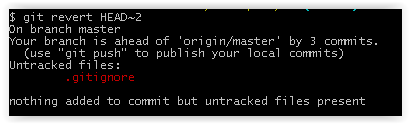 $ git revert HEAD~2
On branch master
Your branch is ahead of 'origin/master' by 3 commits.
  (use "git push" to publish your local commits)
Untracked files:
        .gitignore

nothing added to commit but untracked files present